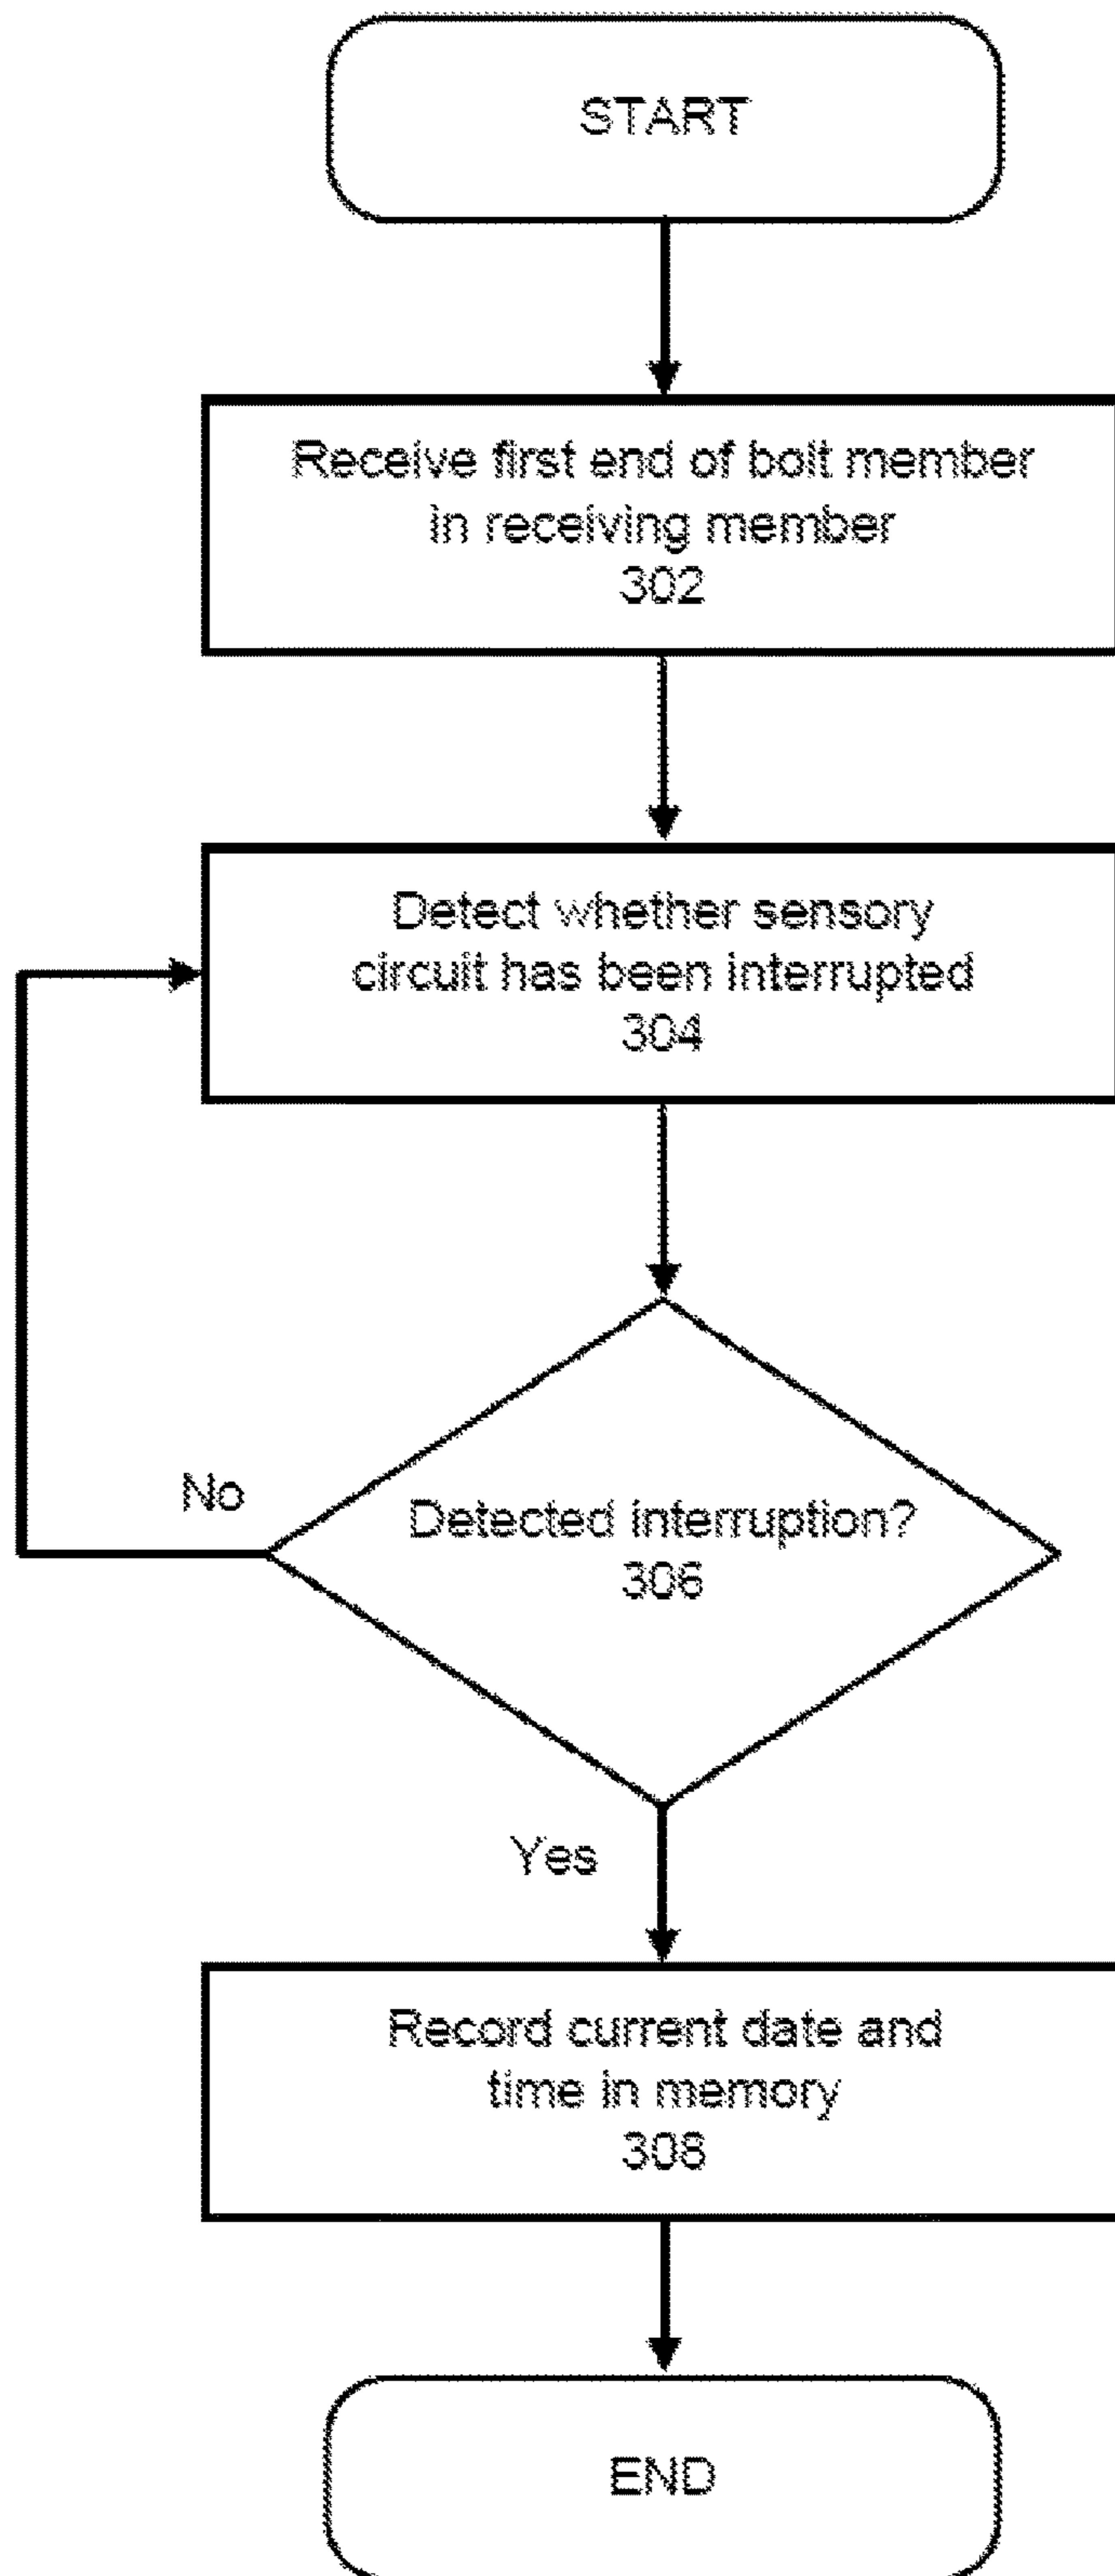 START
Receive first end of bolt member
in receiving member
302
Detect whether sensory
circuit has been interrupted
304
No
Detected interruption?
306
Yes
Record current date and
time in memory
308
END